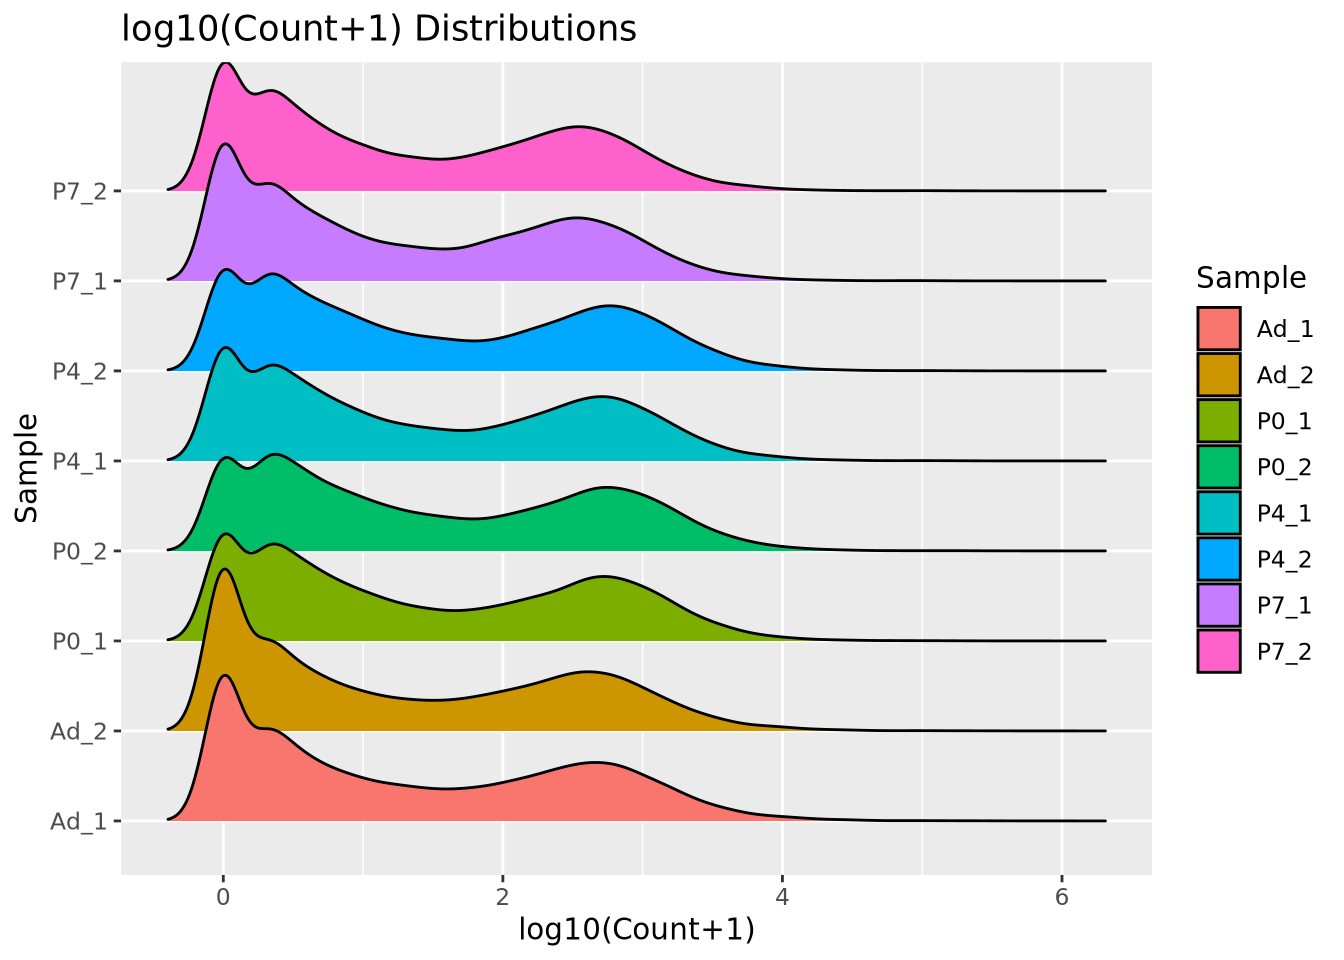 log10(Count+1) Distributions
Sample
P7_2
P7_1
P4_2
P4_1
P0_2
P0_1
Ad_2
Ad_1
0 2 4 6
log10(Count+1)
Sample
Ad_1
Ad_2
P0_1
P0_2
P4_1
P4_2
P7_1
P7_2